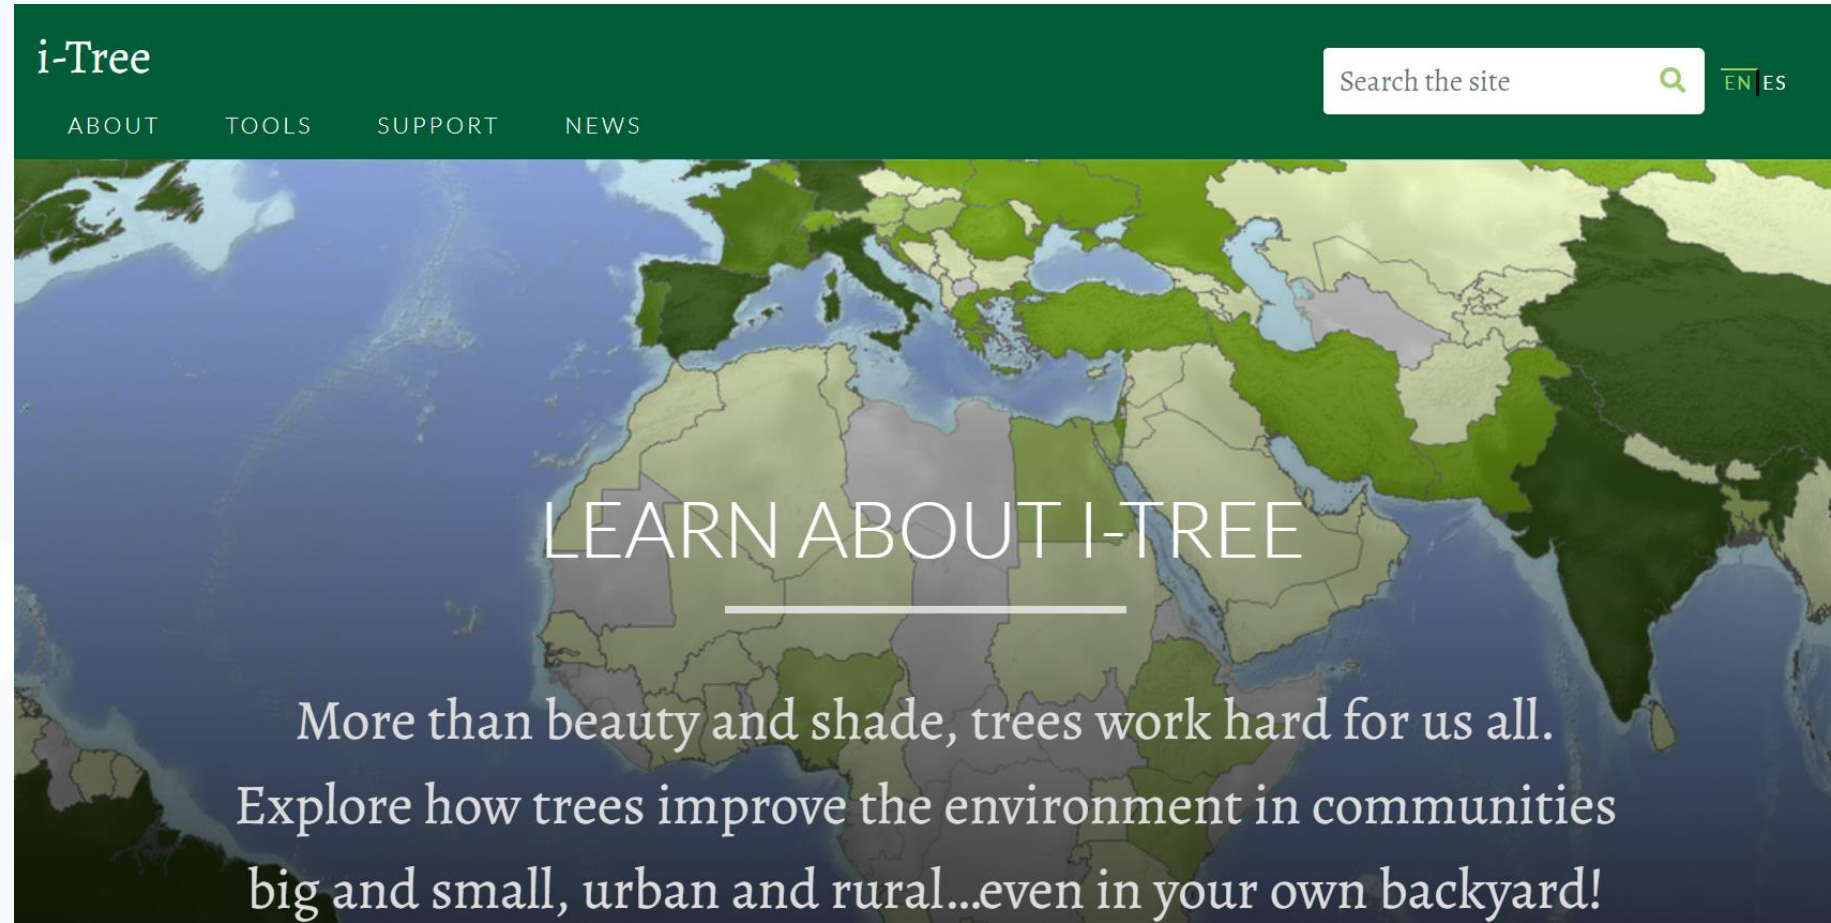 i-Tree
Search the site
EN ES
ABOUT TOOLS SUPPORT NEWS
LEARN ABOUT I-TREE
More than beauty and shade, trees work hard for us all.
Explore how trees improve the environment in communities
big and small, urban and rural...even in your own backyard!